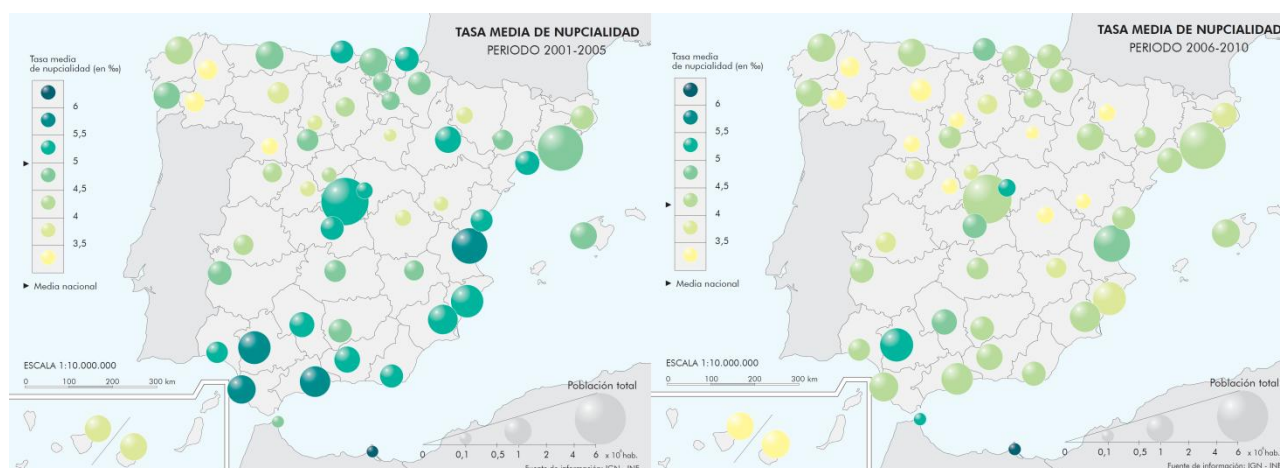 TASA MEDIA DE NUPCIALIDAD
PERIODO 2001-2005
Tasa media
de nupcialidad (en ‰)
6
5,5
5
4,5
4
3,5
Media nacional
ESCALA 1:10.000.000
0 100 200 300 km
Población total
0 0,1 0,5 1 2 4 6 x 10⁶ hab.
Fuente de información: IGN - INE
TASA MEDIA DE NUPCIALIDAD
PERIODO 2006-2010
Tasa media
de nupcialidad (en ‰)
6
5,5
5
4,5
4
3,5
Media nacional
ESCALA 1:10.000.000
0 100 200 300 km
Población total
0 0,1 0,5 1 2 4 6 x 10⁶ hab.
Fuente de información: IGN - INE